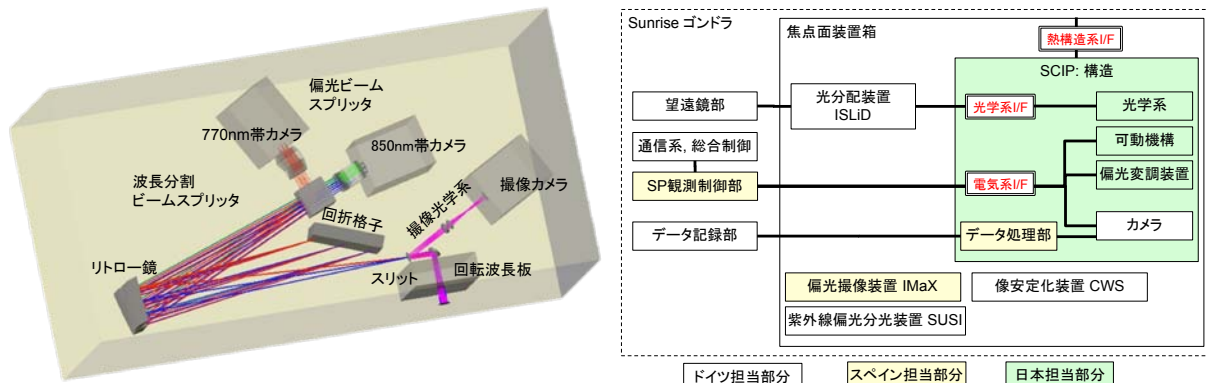 偏光ビーム
スプリッタ
770nm帯カメラ
850nm帯カメラ
波長分割
ビームスプリッタ
撮像カメラ
撮像光学系
回折格子
リトロー鏡
スリット
回転波長板
Sunrise ゴンドラ
焦点面装置箱
熱構造系I/F
SCIP: 構造
望遠鏡部
光分配装置
ISLiD
光学系I/F
光学系
通信系, 総合制御
可動機構
SP観測制御部
電気系I/F
偏光変調装置
データ記録部
データ処理部
カメラ
偏光撮像装置 IMaX
像安定化装置 CWS
紫外線偏光分光装置 SUSI
ドイツ担当部分
スペイン担当部分
日本担当部分